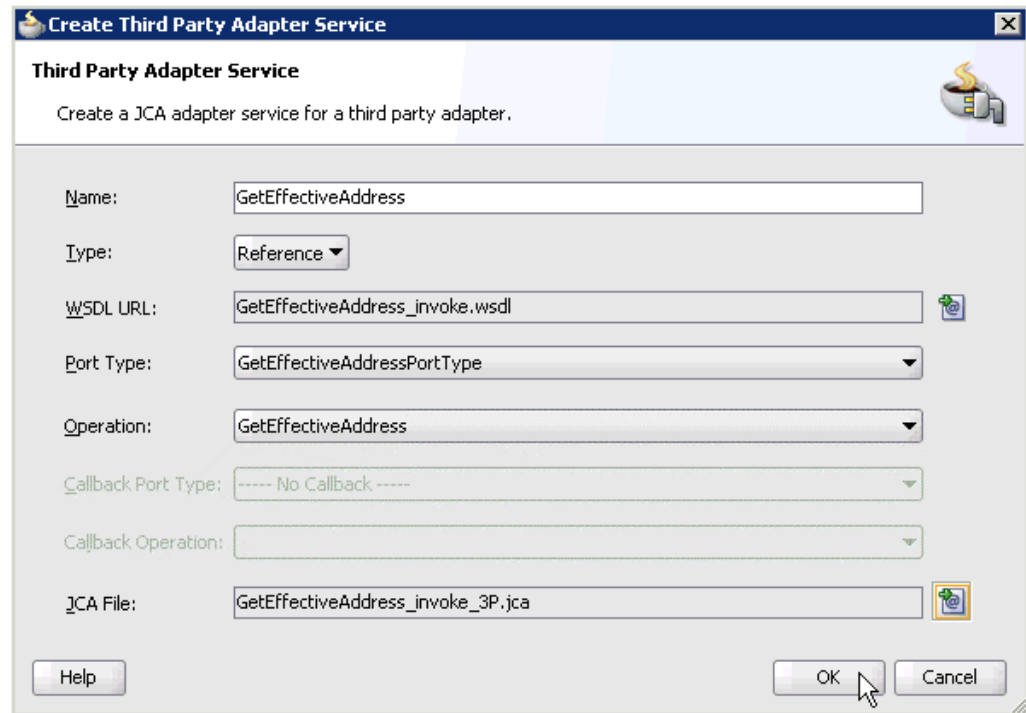 Create Third Party Adapter Service
Third Party Adapter Service
Create a JCA adapter service for a third party adapter.
Name: GetEffectiveAddress
Type: Reference
WSDL URL: GetEffectiveAddress_invoke.wsdl
Port Type: GetEffectiveAddressPortType
Operation: GetEffectiveAddress
Callback Port Type: ----- No Callback -----
Callback Operation:
JCA File: GetEffectiveAddress_invoke_3P.jca
Help OK Cancel